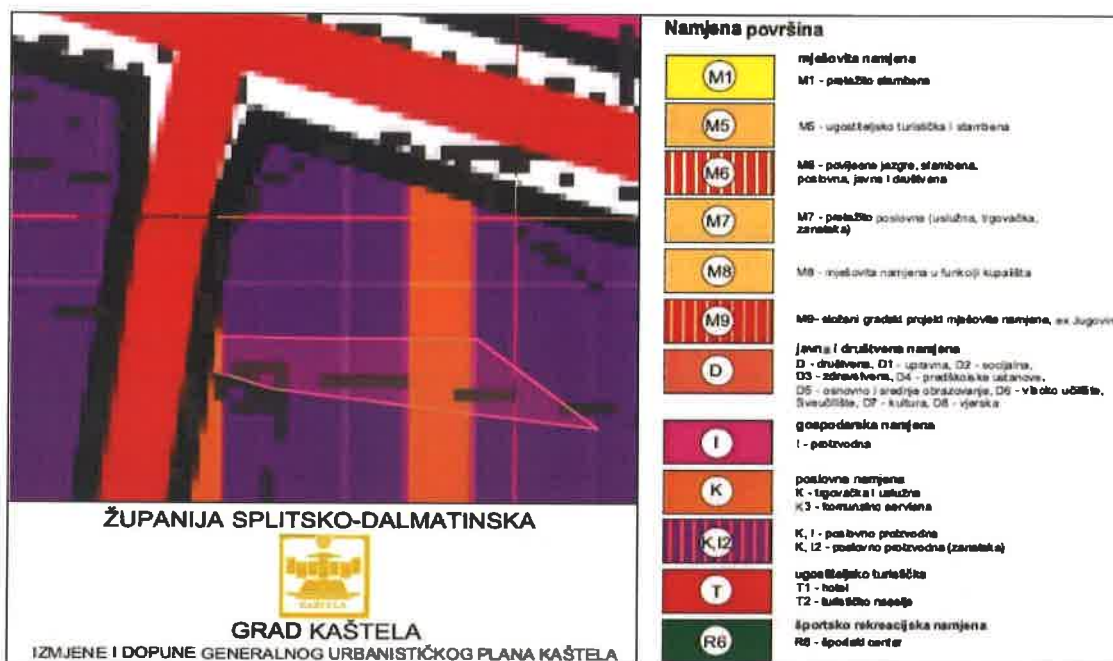 ŽUPANIJA SPLITSKO-DALMATINSKA
KAŠTELA
GRAD KAŠTELA
IZMJENE I DOPUNE GENERALNOG URBANISTIČKOG PLANA KAŠTELA
Namjena površina
mješovita namjena
M1
M1 - pretežito stambena
M5
M5 - ugostiteljsko turistička i stambena
M6
M6 - povijesne jezgre, stambena,
poslovna, javna i društvena
M7
M7 - pretežito poslovna (uslužna, trgovačka,
zanatska)
M8
M8 - mješovita namjena u funkciji kupališta
M9
M9- složeni gradski projekt mješovite namjene, ex Jugovin
javna i društvena namjena
D
D - društvena, D1 - upravna, D2 - socijalna,
D3 - zdravstvena, D4 - predškolske ustanove,
D5 - osnovno i srednje obrazovanje, D6 - visoko učilište,
Sveučilište, D7 - kultura, D8 - vjerska
gospodarska namjena
I
I - proizvodna
poslovna namjena
K
K - trgovačka i uslužna
K3 - komunalno servisna
K,I2
K, I - poslovno proizvodna
K, I2 - poslovno proizvodna (zanatska)
ugostiteljsko turistička
T
T1 - hotel
T2 - turističko naselje
športsko rekreacijska namjena
R6
R6 - športski centar